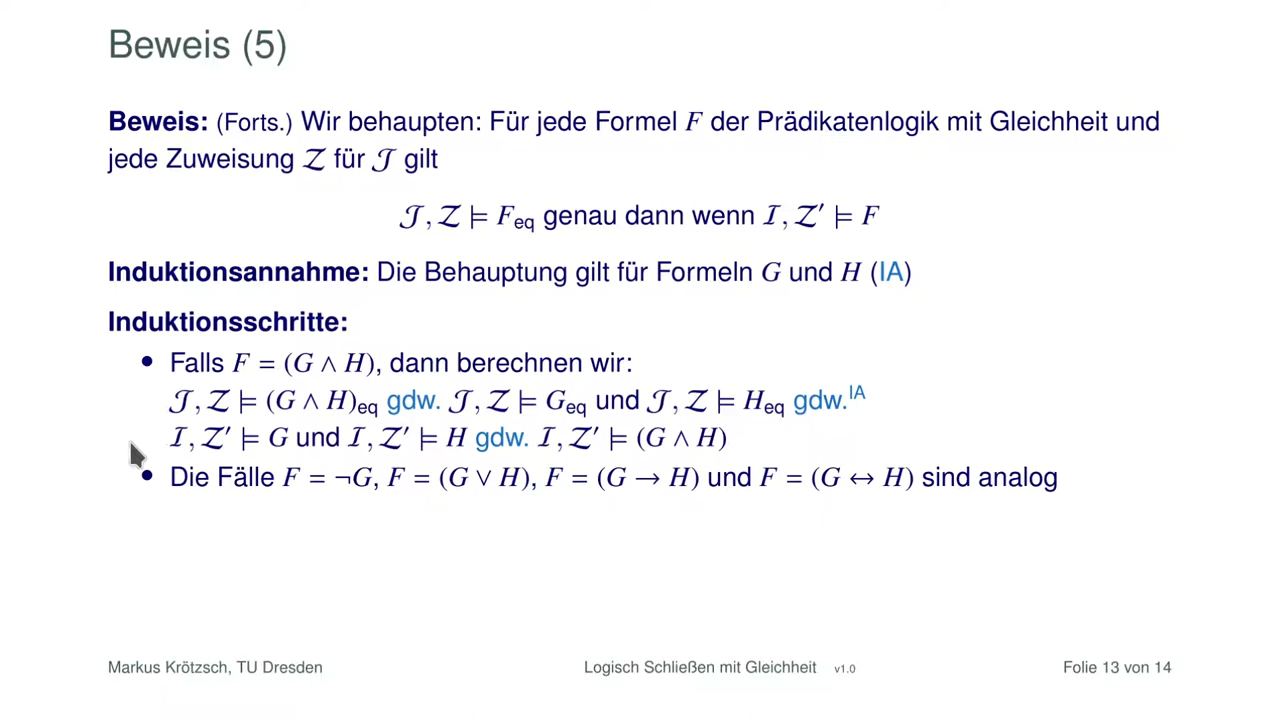 Beweis (5)
Beweis: (Forts.) Wir behaupten: Für jede Formel F der Prädikatenlogik mit Gleichheit und
jede Zuweisung 𝒵 für 𝒥 gilt
𝒥, 𝒵 ⊨ F_eq genau dann wenn ℐ, 𝒵′ ⊨ F
Induktionsannahme: Die Behauptung gilt für Formeln G und H (IA)
Induktionsschritte:
• Falls F = (G ∧ H), dann berechnen wir:
𝒥, 𝒵 ⊨ (G ∧ H)_eq gdw. 𝒥, 𝒵 ⊨ G_eq und 𝒥, 𝒵 ⊨ H_eq gdw.^IA
ℐ, 𝒵′ ⊨ G und ℐ, 𝒵′ ⊨ H gdw. ℐ, 𝒵′ ⊨ (G ∧ H)
• Die Fälle F = ¬G, F = (G ∨ H), F = (G → H) und F = (G ↔ H) sind analog
Markus Krötzsch, TU Dresden
Logisch Schließen mit Gleichheit v1.0
Folie 13 von 14